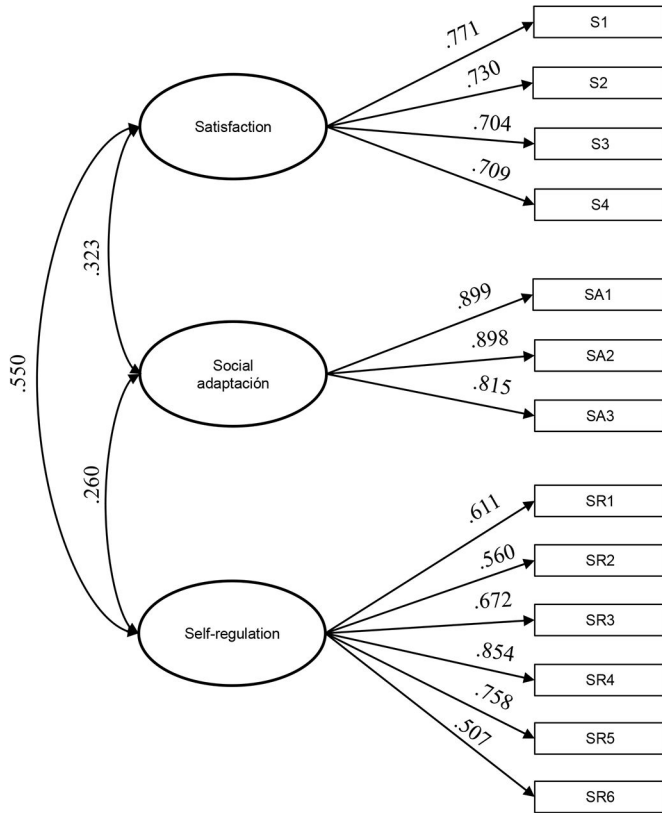 .771
S1
.730
S2
Satisfaction
.704
S3
.709
S4
.323
.899
SA1
.898
SA2
Social
adaptación
.815
SA3
.550
.260
.611
SR1
.560
SR2
.672
SR3
Self-regulation
.854
SR4
.758
SR5
.507
SR6